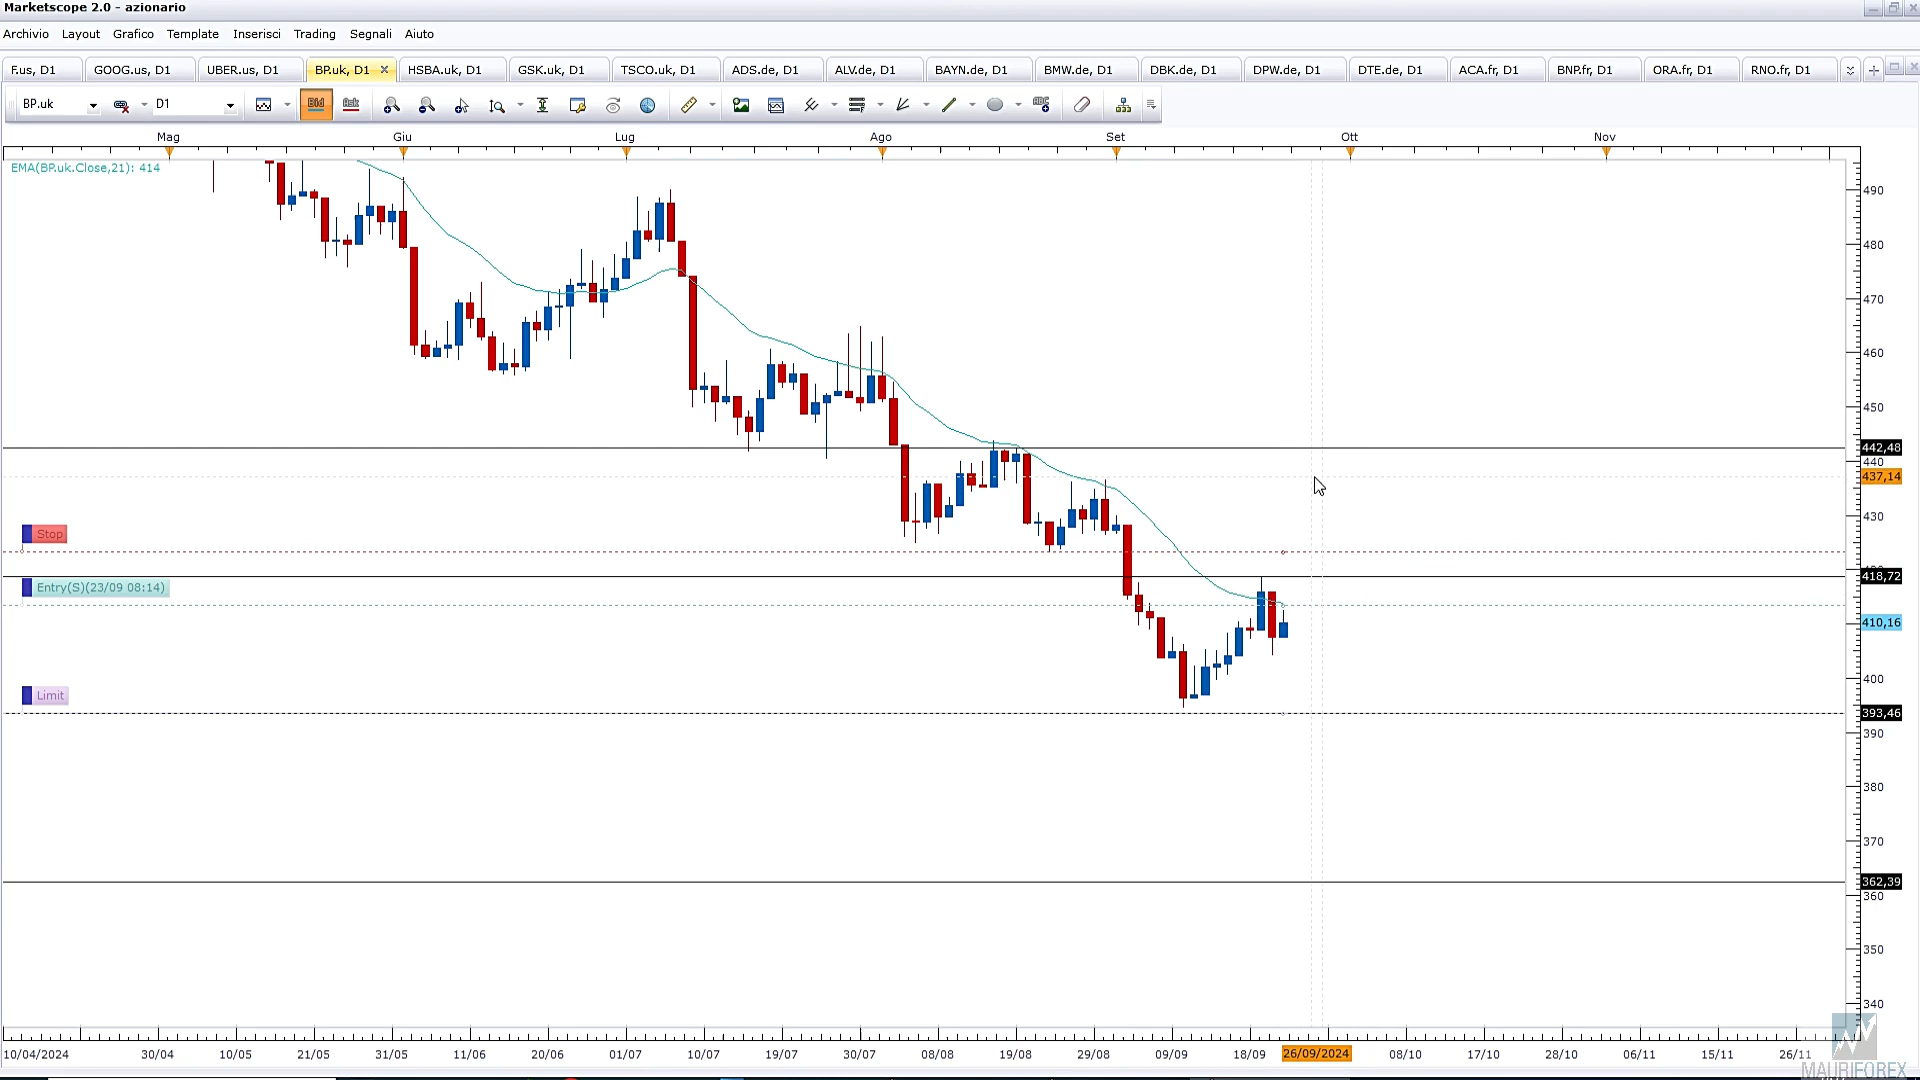 Marketscope 2.0 - azionario
Archivio Layout Grafico Template Inserisci Trading Segnali Aiuto
F.us, D1 GOOG.us, D1 UBER.us, D1 BP.uk, D1 HSBA.uk, D1 GSK.uk, D1 TSCO.uk, D1 ADS.de, D1 ALV.de, D1 BAYN.de, D1 BMW.de, D1 DBK.de, D1 DPW.de, D1 DTE.de, D1 ACA.fr, D1 BNP.fr, D1 ORA.fr, D1 RNO.fr, D1
BP.uk D1 Bid Ask ABC
Mag Giu Lug Ago Set Ott Nov
EMA(BP.uk.Close,21): 414
490
480
470
460
450
442,48
440
437,14
430
Stop
418,72
Entry(S)(23/09 08:14)
410,16
400
Limit
393,46
390
380
370
362,39
360
350
340
10/04/2024 30/04 10/05 21/05 31/05 11/06 20/06 01/07 10/07 19/07 30/07 08/08 19/08 29/08 09/09 18/09 26/09/2024 08/10 17/10 28/10 06/11 15/11 26/11
MAURIFOREX